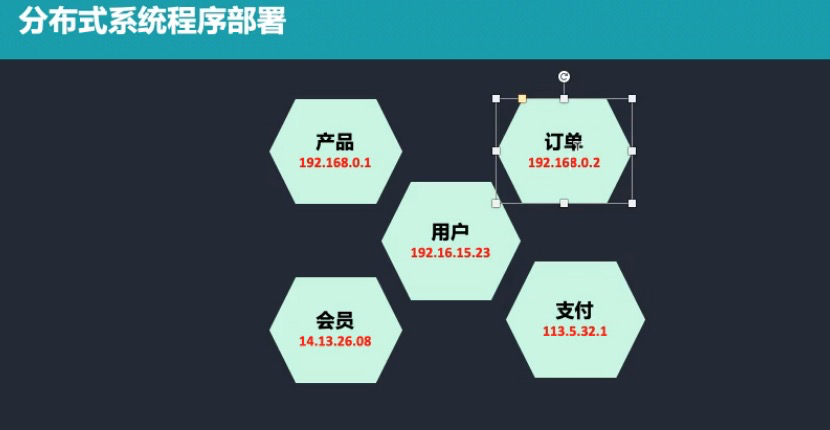 分布式系统程序部署
产品
192.168.0.1
订单
192.168.0.2
用户
192.16.15.23
会员
14.13.26.08
支付
113.5.32.1